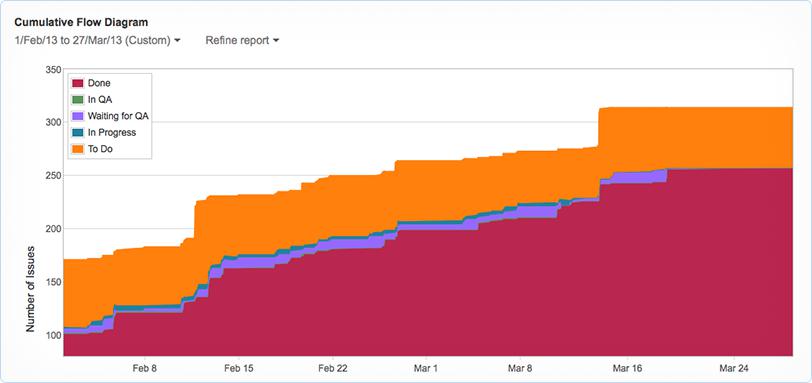 Cumulative Flow Diagram
1/Feb/13 to 27/Mar/13 (Custom)
Refine report
350
Done
In QA
Waiting for QA
In Progress
To Do
300
250
200
150
100
Number of Issues
Feb 8
Feb 15
Feb 22
Mar 1
Mar 8
Mar 16
Mar 24